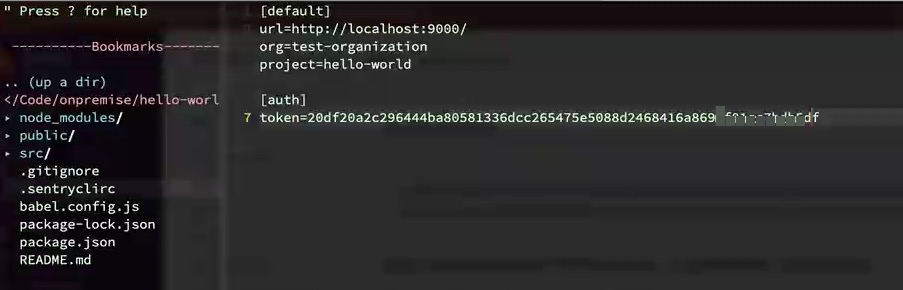 " Press ? for help
----------Bookmarks-------
.. (up a dir)
</Code/onpremise/hello-worl
▸ node_modules/
▸ public/
▸ src/
.gitignore
.sentryclirc
babel.config.js
package-lock.json
package.json
README.md
[default]
url=http://localhost:9000/
org=test-organization
project=hello-world
[auth]
7 token=20df20a2c296444ba80581336dcc265475e5088d2468416a869